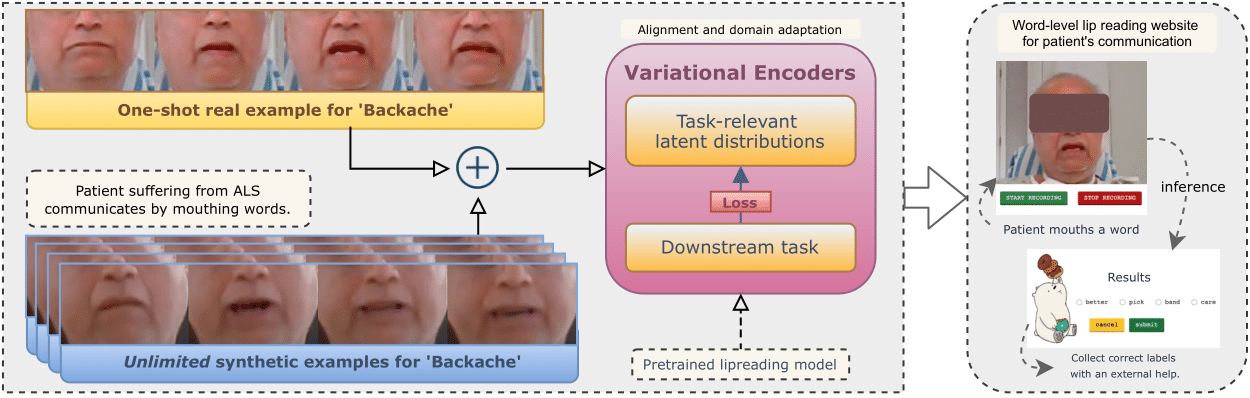 One-shot real example for 'Backache'
Patient suffering from ALS
communicates by mouthing words.
Unlimited synthetic examples for 'Backache'
Alignment and domain adaptation
Variational Encoders
Task-relevant
latent distributions
Loss
Downstream task
Pretrained lipreading model
Word-level lip reading website
for patient's communication
START RECORDING
STOP RECORDING
Patient mouths a word
inference
Results
better
pick
band
care
cancel
submit
Collect correct labels
with an external help.